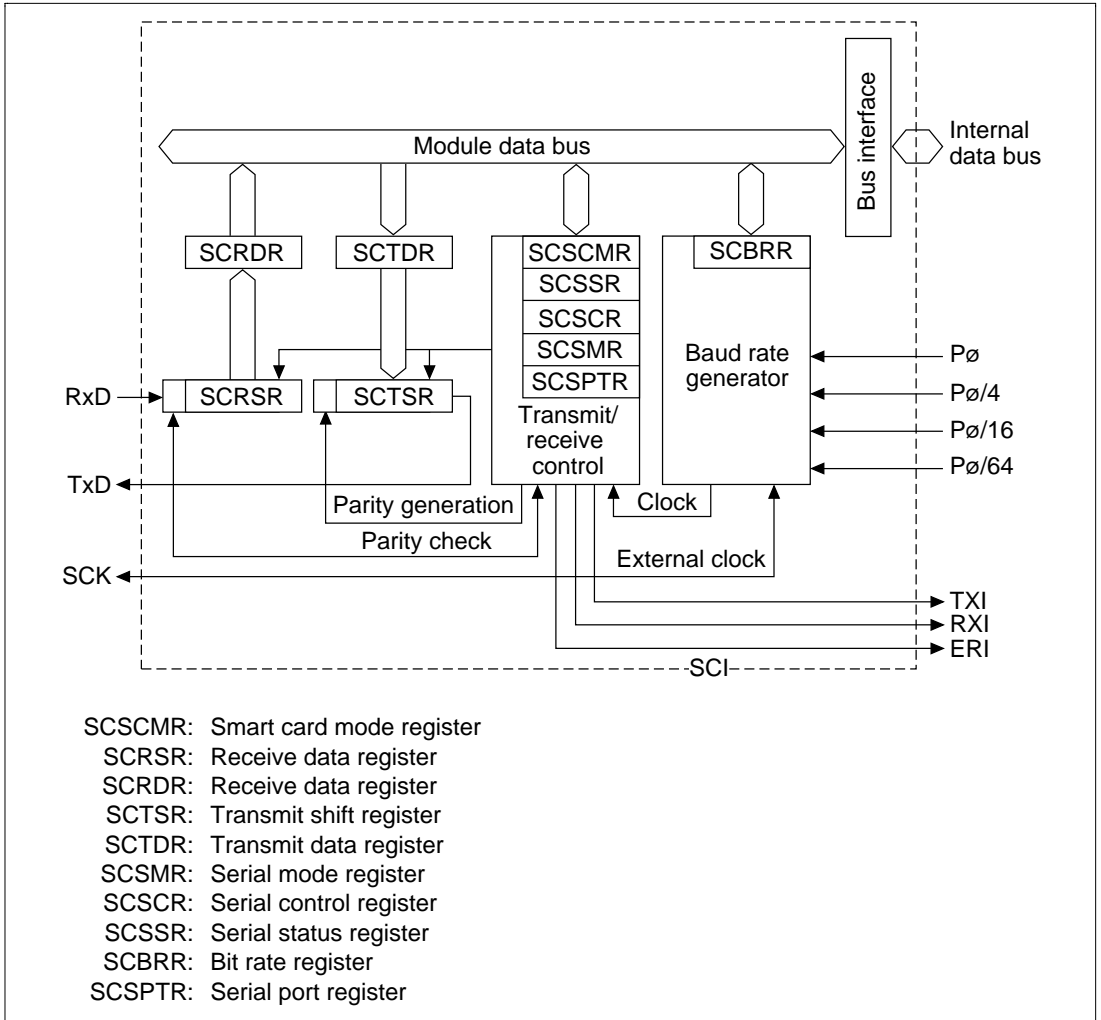 Bus interface
Internal
data bus
Module data bus
SCRDR
SCTDR
SCSCMR
SCSSR
SCSCR
SCSMR
SCSPTR
Transmit/
receive
control
SCBRR
Baud rate
generator
Pø
Pø/4
Pø/16
Pø/64
RxD
SCRSR
SCTSR
TxD
Parity generation
Clock
Parity check
SCK
External clock
TXI
RXI
ERI
SCI
SCSCMR: Smart card mode register
SCRSR: Receive data register
SCRDR: Receive data register
SCTSR: Transmit shift register
SCTDR: Transmit data register
SCSMR: Serial mode register
SCSCR: Serial control register
SCSSR: Serial status register
SCBRR: Bit rate register
SCSPTR: Serial port register